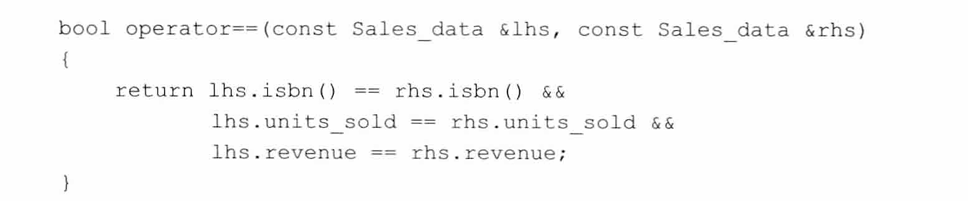 bool operator==(const Sales_data &lhs, const Sales_data &rhs)
{
return lhs.isbn() == rhs.isbn() &&
lhs.units_sold == rhs.units_sold &&
lhs.revenue == rhs.revenue;
}